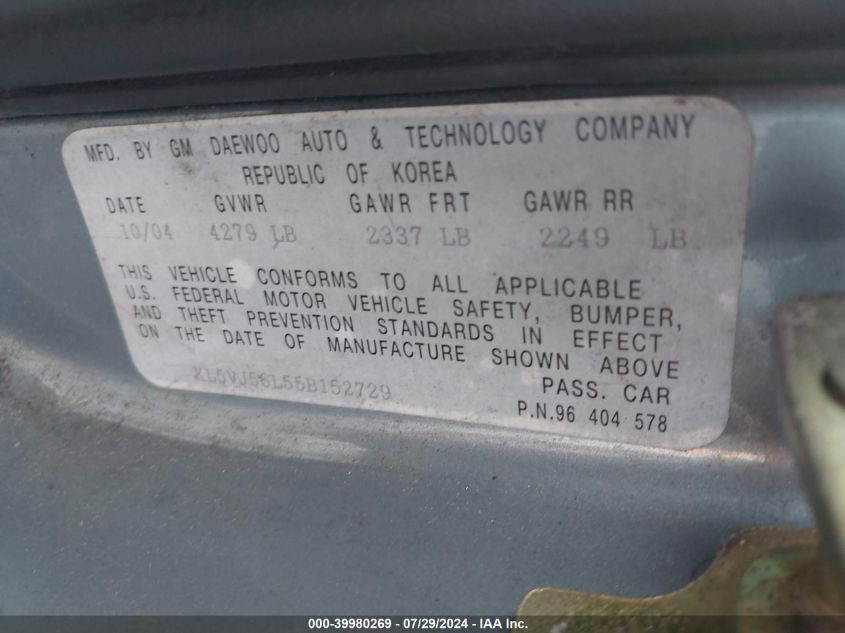 MFD. BY GM DAEWOO AUTO & TECHNOLOGY COMPANY
REPUBLIC OF KOREA
DATE GVWR GAWR FRT GAWR RR
10/04 4279 LB 2337 LB 2249 LB
THIS VEHICLE CONFORMS TO ALL APPLICABLE
U.S. FEDERAL MOTOR VEHICLE SAFETY, BUMPER,
AND THEFT PREVENTION STANDARDS IN EFFECT
ON THE DATE OF MANUFACTURE SHOWN ABOVE
KL5VJ56L55B152729 PASS. CAR
P.N.96 404 578
000-39980269 - 07/29/2024 - IAA Inc.